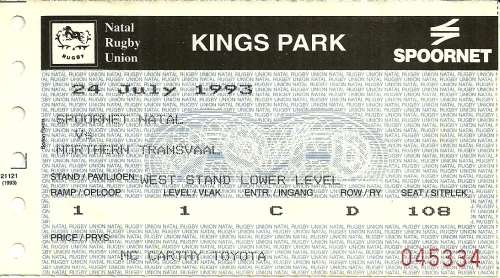 Natal
Rugby
Union
RUGBY
KINGS PARK
SPOORNET
24 July 1993
SPOORNET NATAL
VS
NORTHERN TRANSVAAL
21121
(1993)
STAND/PAVILJOEN: WEST STAND LOWER LEVEL
RAMP/OPLOOP LEVEL/VLAK ENTR./INGANG ROW/RY SEAT/SITPLEK
1 1 C D 108
PRICE/PRYS:
MC CARTHY TOYOTA
045334